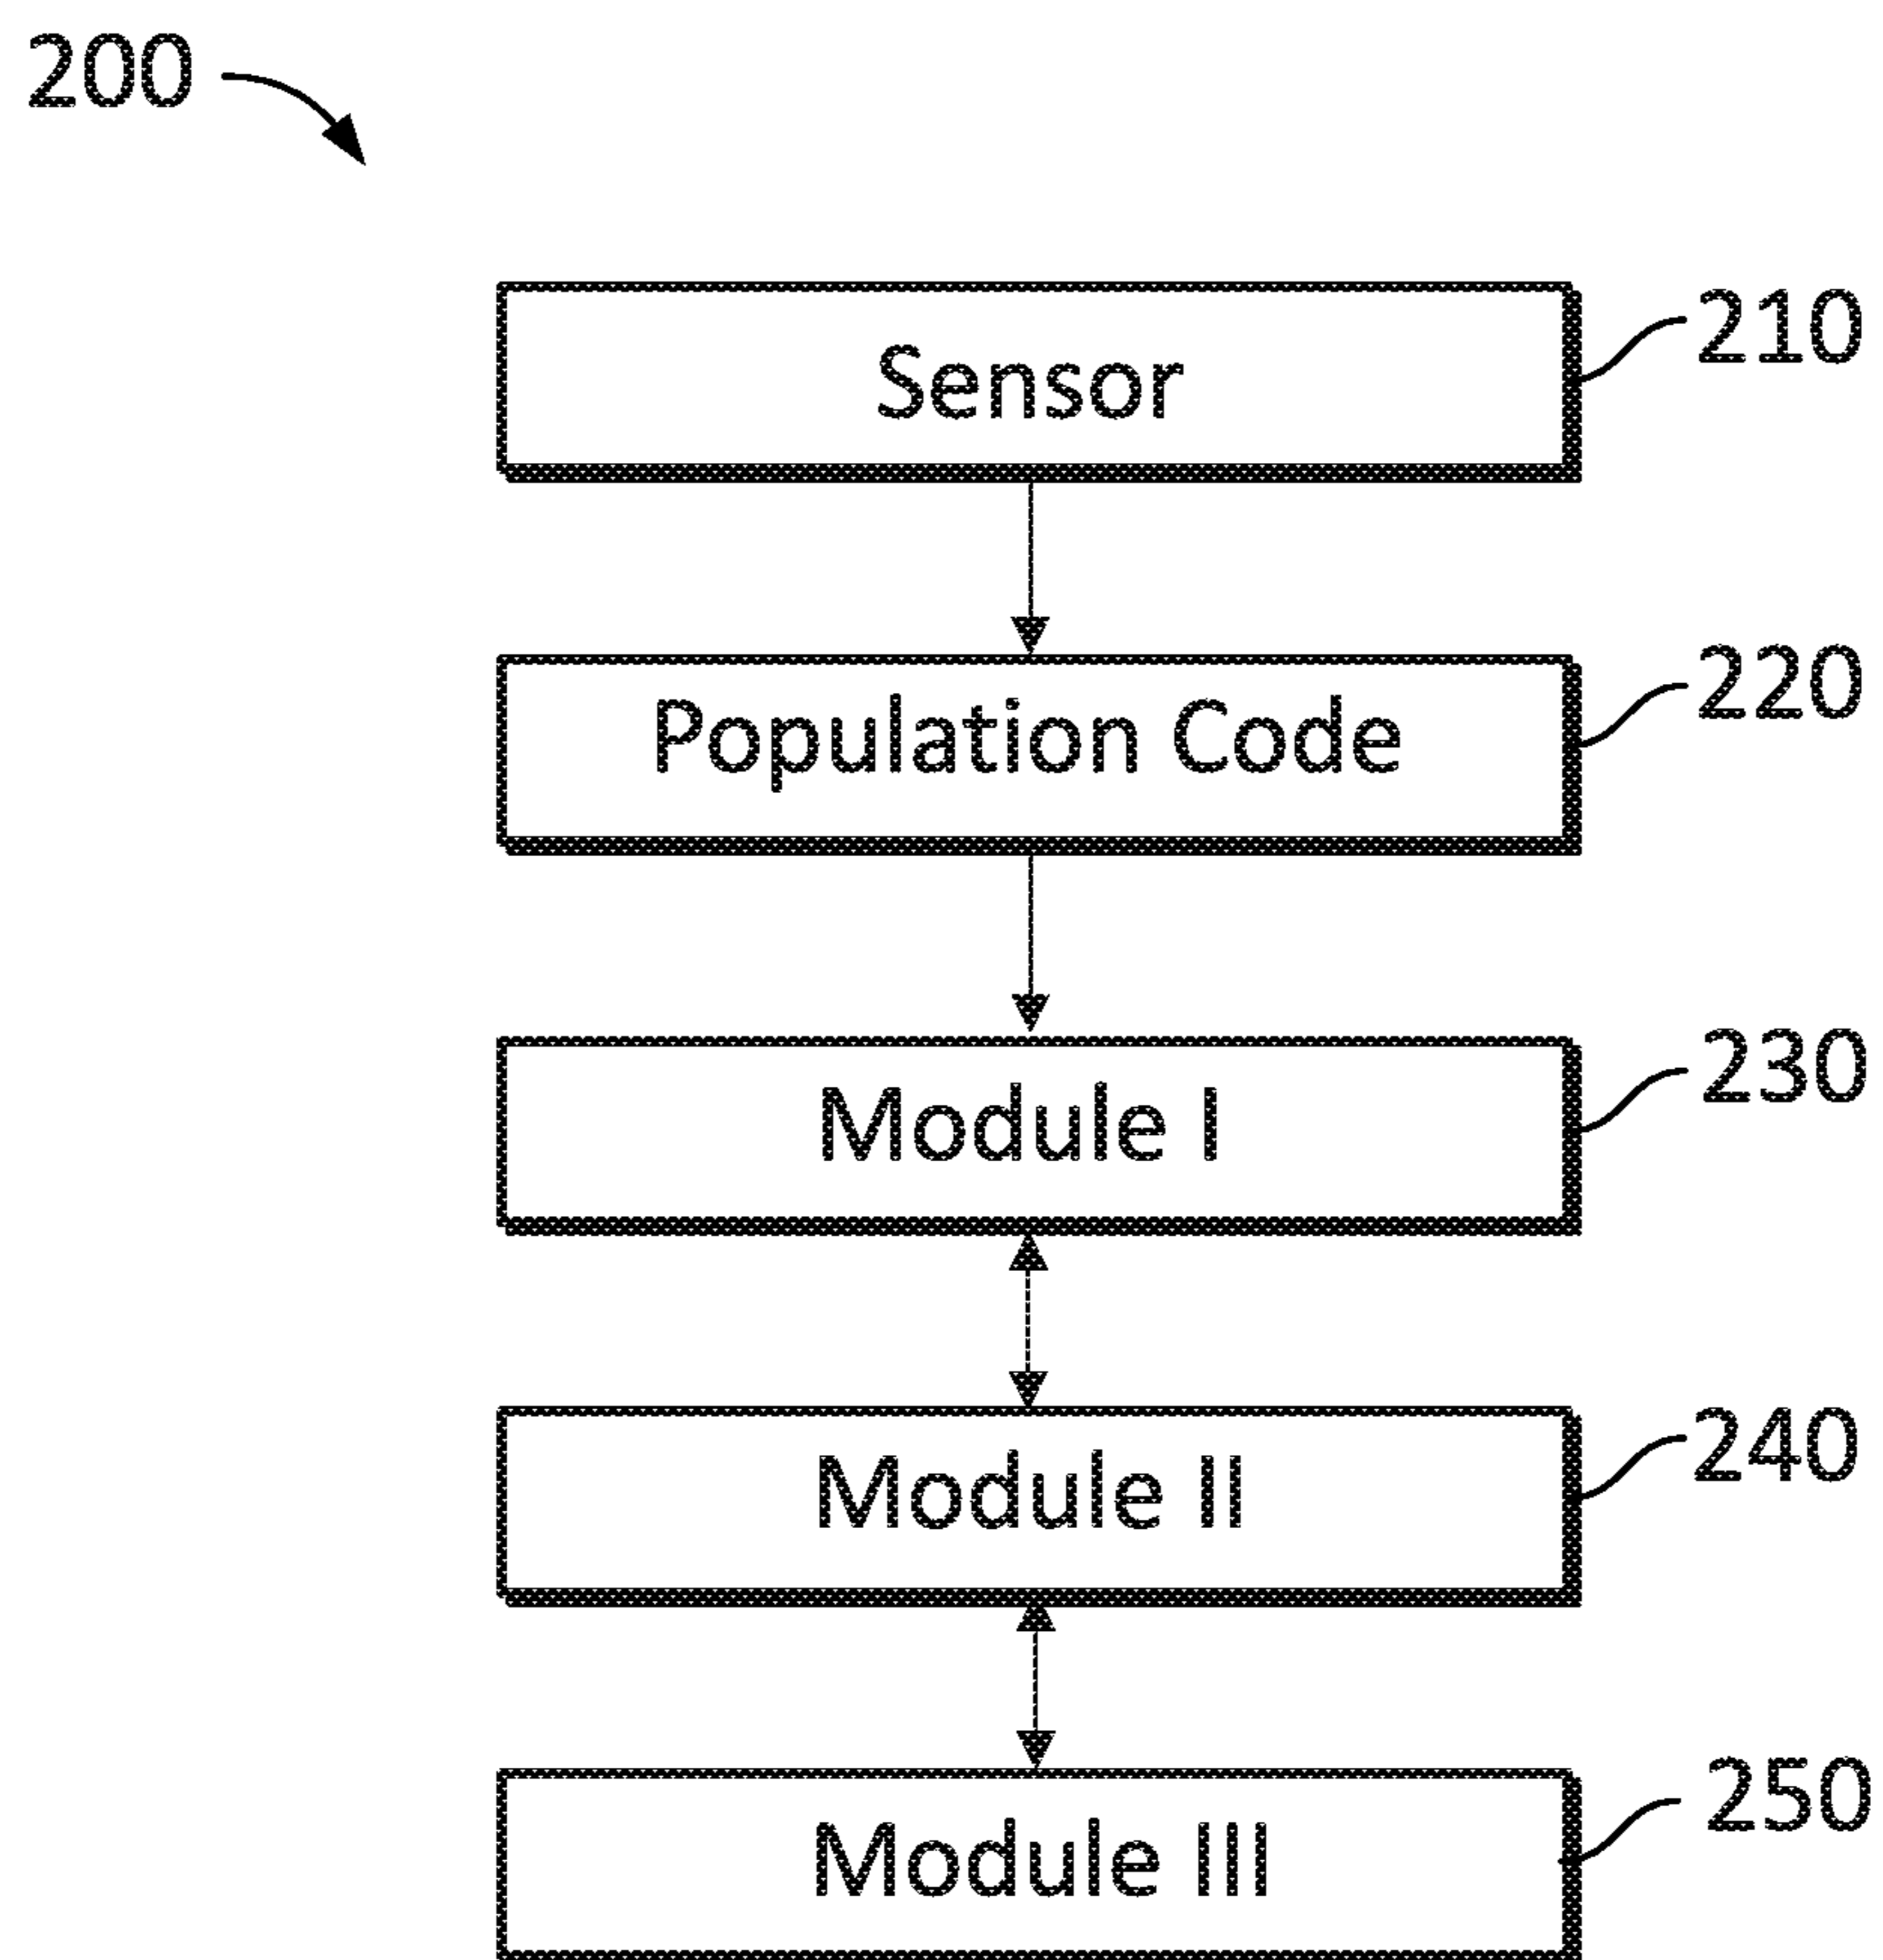 200
Sensor
210
Population Code
220
Module I
230
Module II
240
Module III
250